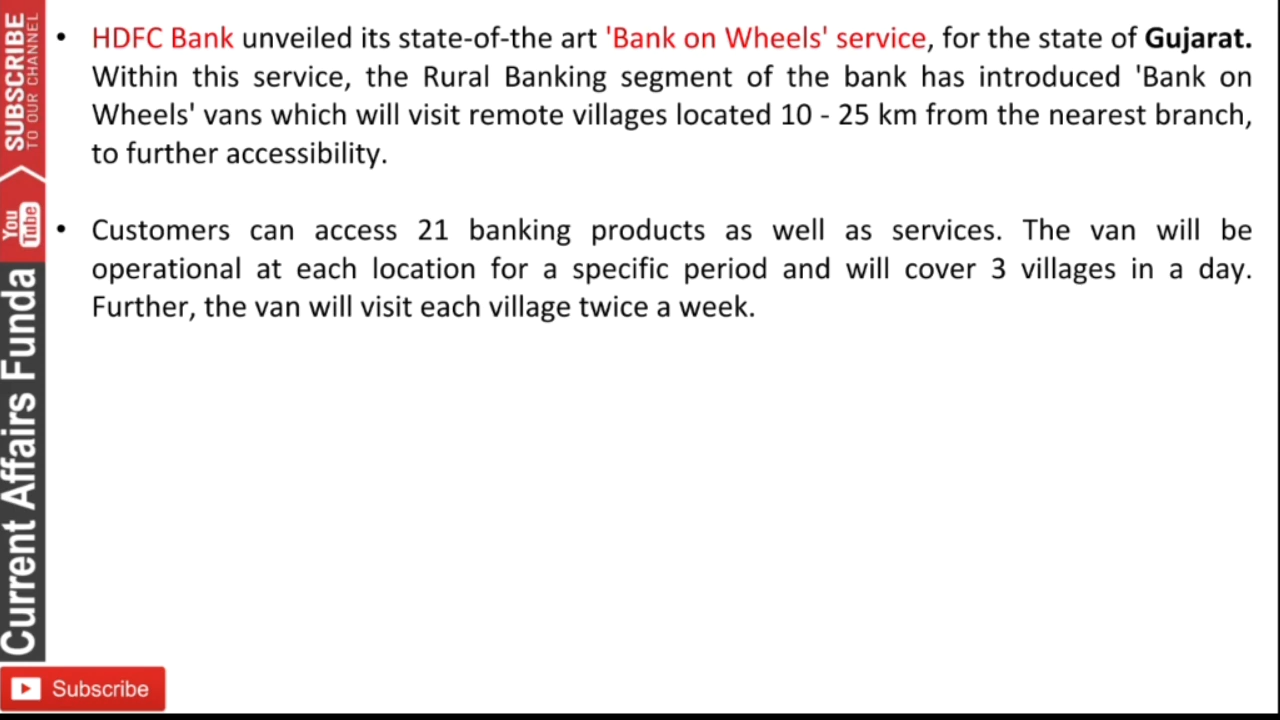 • HDFC Bank unveiled its state-of-the art 'Bank on Wheels' service, for the state of Gujarat.
Within this service, the Rural Banking segment of the bank has introduced 'Bank on
Wheels' vans which will visit remote villages located 10 - 25 km from the nearest branch,
to further accessibility.
• Customers can access 21 banking products as well as services. The van will be
operational at each location for a specific period and will cover 3 villages in a day.
Further, the van will visit each village twice a week.
SUBSCRIBE
TO OUR CHANNEL
You
Tube
Current Affairs Funda
Subscribe